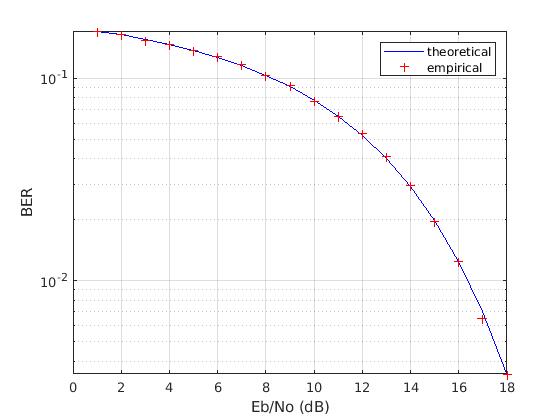 theoretical
empirical
10-1
10-2
BER
0 2 4 6 8 10 12 14 16 18
Eb/No (dB)